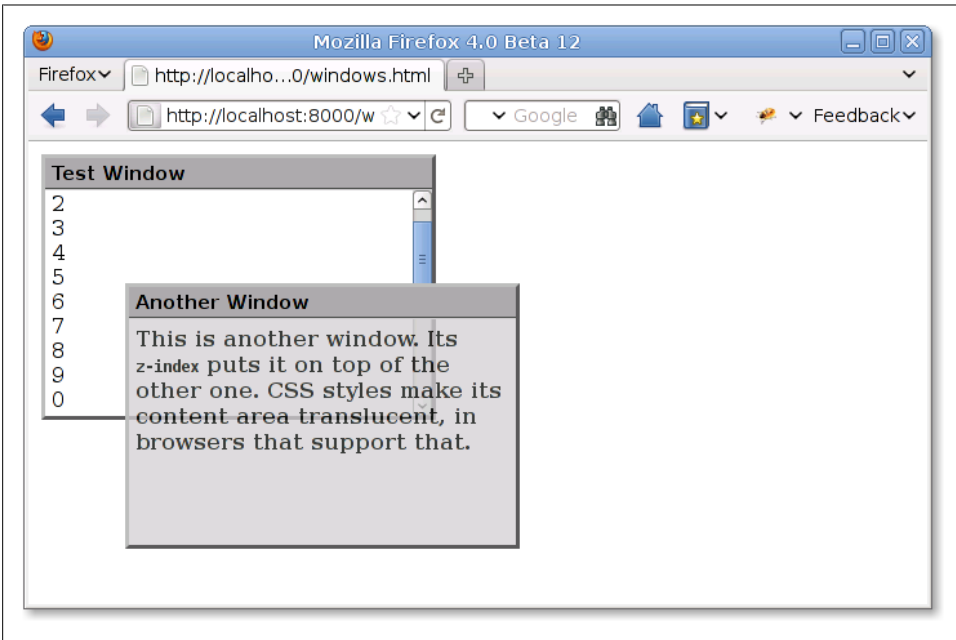 Mozilla Firefox 4.0 Beta 12
Firefox
http://localho...0/windows.html
http://localhost:8000/w
Google
Feedback
Test Window
2
3
4
5
6
7
8
9
0
Another Window
This is another window. Its
z-index puts it on top of the
other one. CSS styles make its
content area translucent, in
browsers that support that.